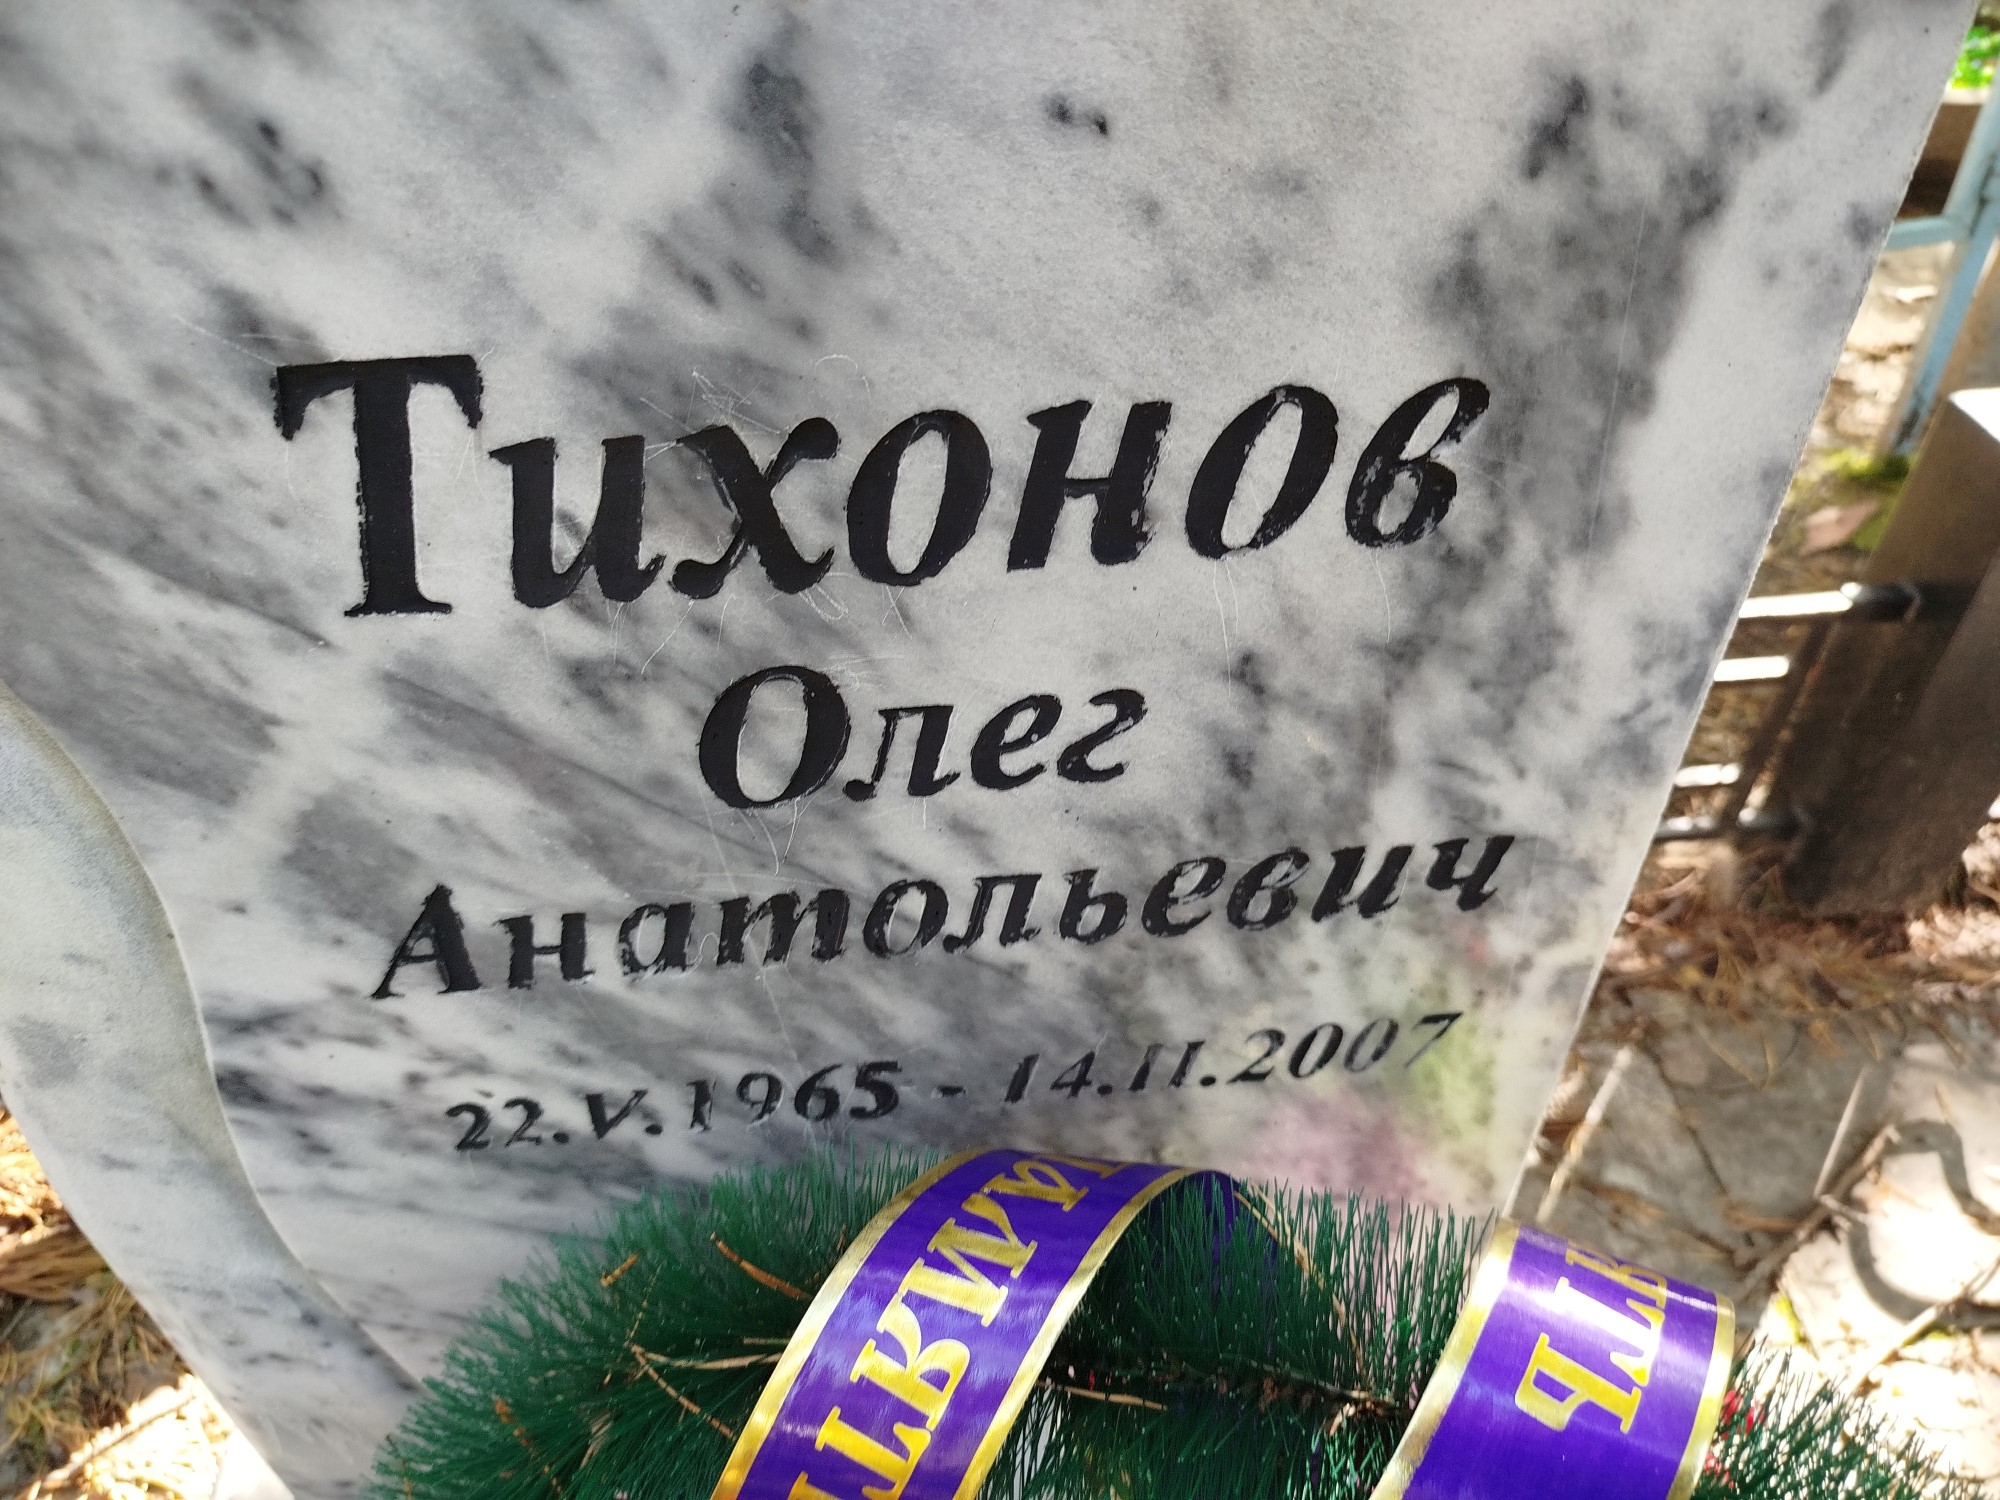 Тихонов
Олег
Анатольевич
22.V.1965 - 14.II.2007